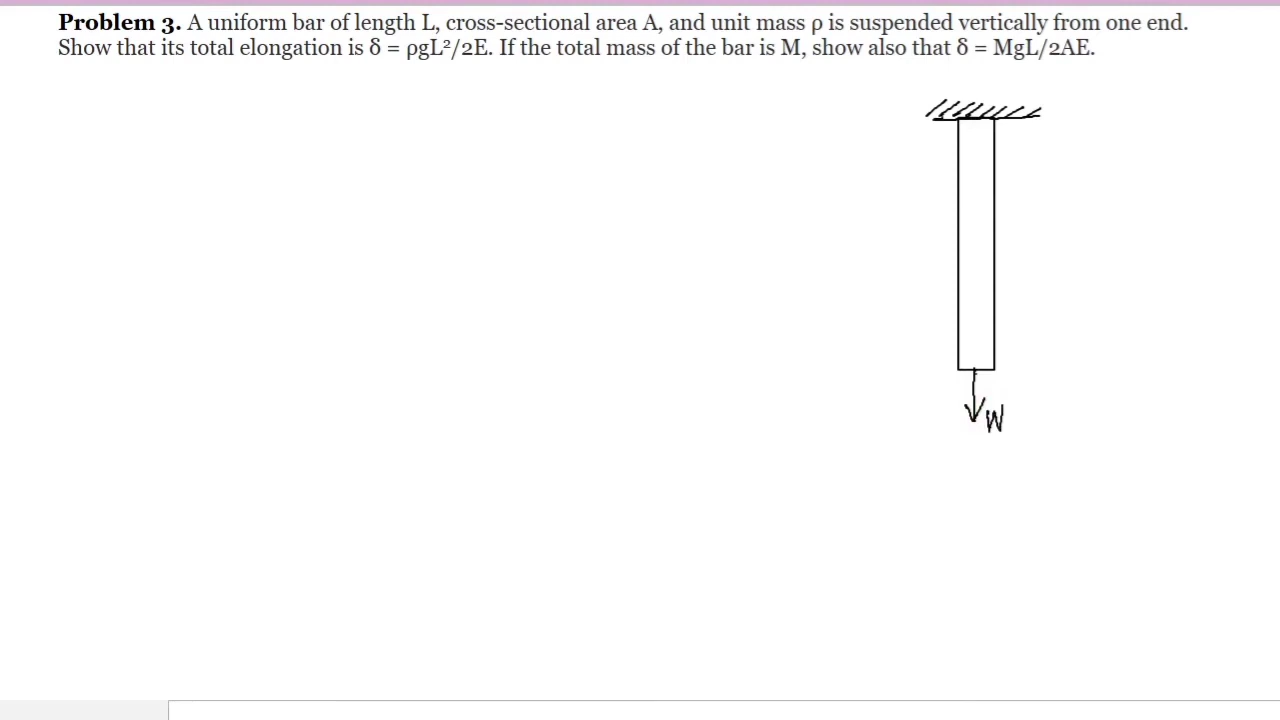 Problem 3. A uniform bar of length L, cross-sectional area A, and unit mass ρ is suspended vertically from one end.
Show that its total elongation is δ = ρgL²/2E. If the total mass of the bar is M, show also that δ = MgL/2AE.
W